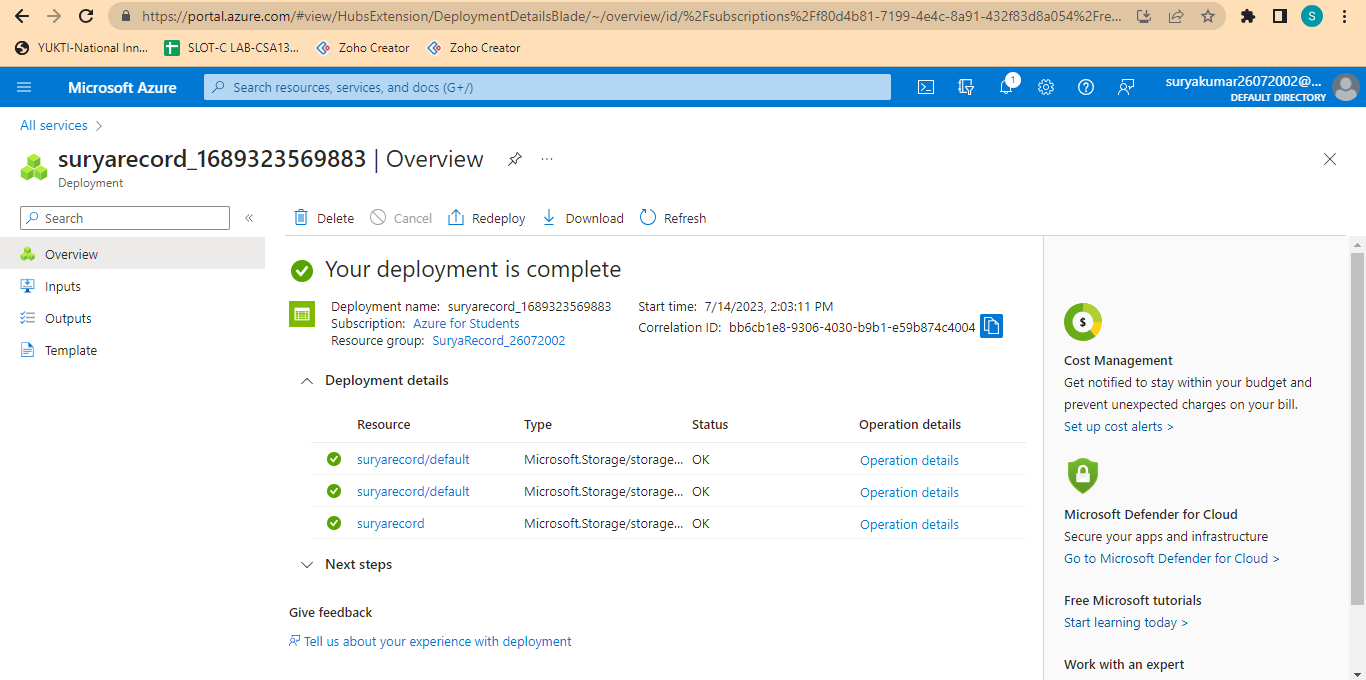 https://portal.azure.com/#view/HubsExtension/DeploymentDetailsBlade/~/overview/id/%2Fsubscriptions%2Ff80d4b81-7199-4e4c-8a91-432f83d8a054%2Fre...
S
YUKTI-National Inn...
SLOT-C LAB-CSA13...
Zoho Creator
Zoho Creator
Microsoft Azure
Search resources, services, and docs (G+/)
1
suryakumar26072002@...
DEFAULT DIRECTORY
All services >
suryarecord_1689323569883 | Overview
...
Deployment
Search
«
Delete
Cancel
Redeploy
Download
Refresh
Overview
Inputs
Outputs
Template
Your deployment is complete
Deployment name: suryarecord_1689323569883
Subscription: Azure for Students
Resource group: SuryaRecord_26072002
Start time: 7/14/2023, 2:03:11 PM
Correlation ID: bb6cb1e8-9306-4030-b9b1-e59b874c4004
Deployment details
Resource Type Status Operation details
suryarecord/default Microsoft.Storage/storage... OK Operation details
suryarecord/default Microsoft.Storage/storage... OK Operation details
suryarecord Microsoft.Storage/storage... OK Operation details
Next steps
Give feedback
Tell us about your experience with deployment
$
Cost Management
Get notified to stay within your budget and
prevent unexpected charges on your bill.
Set up cost alerts >
Microsoft Defender for Cloud
Secure your apps and infrastructure
Go to Microsoft Defender for Cloud >
Free Microsoft tutorials
Start learning today >
Work with an expert